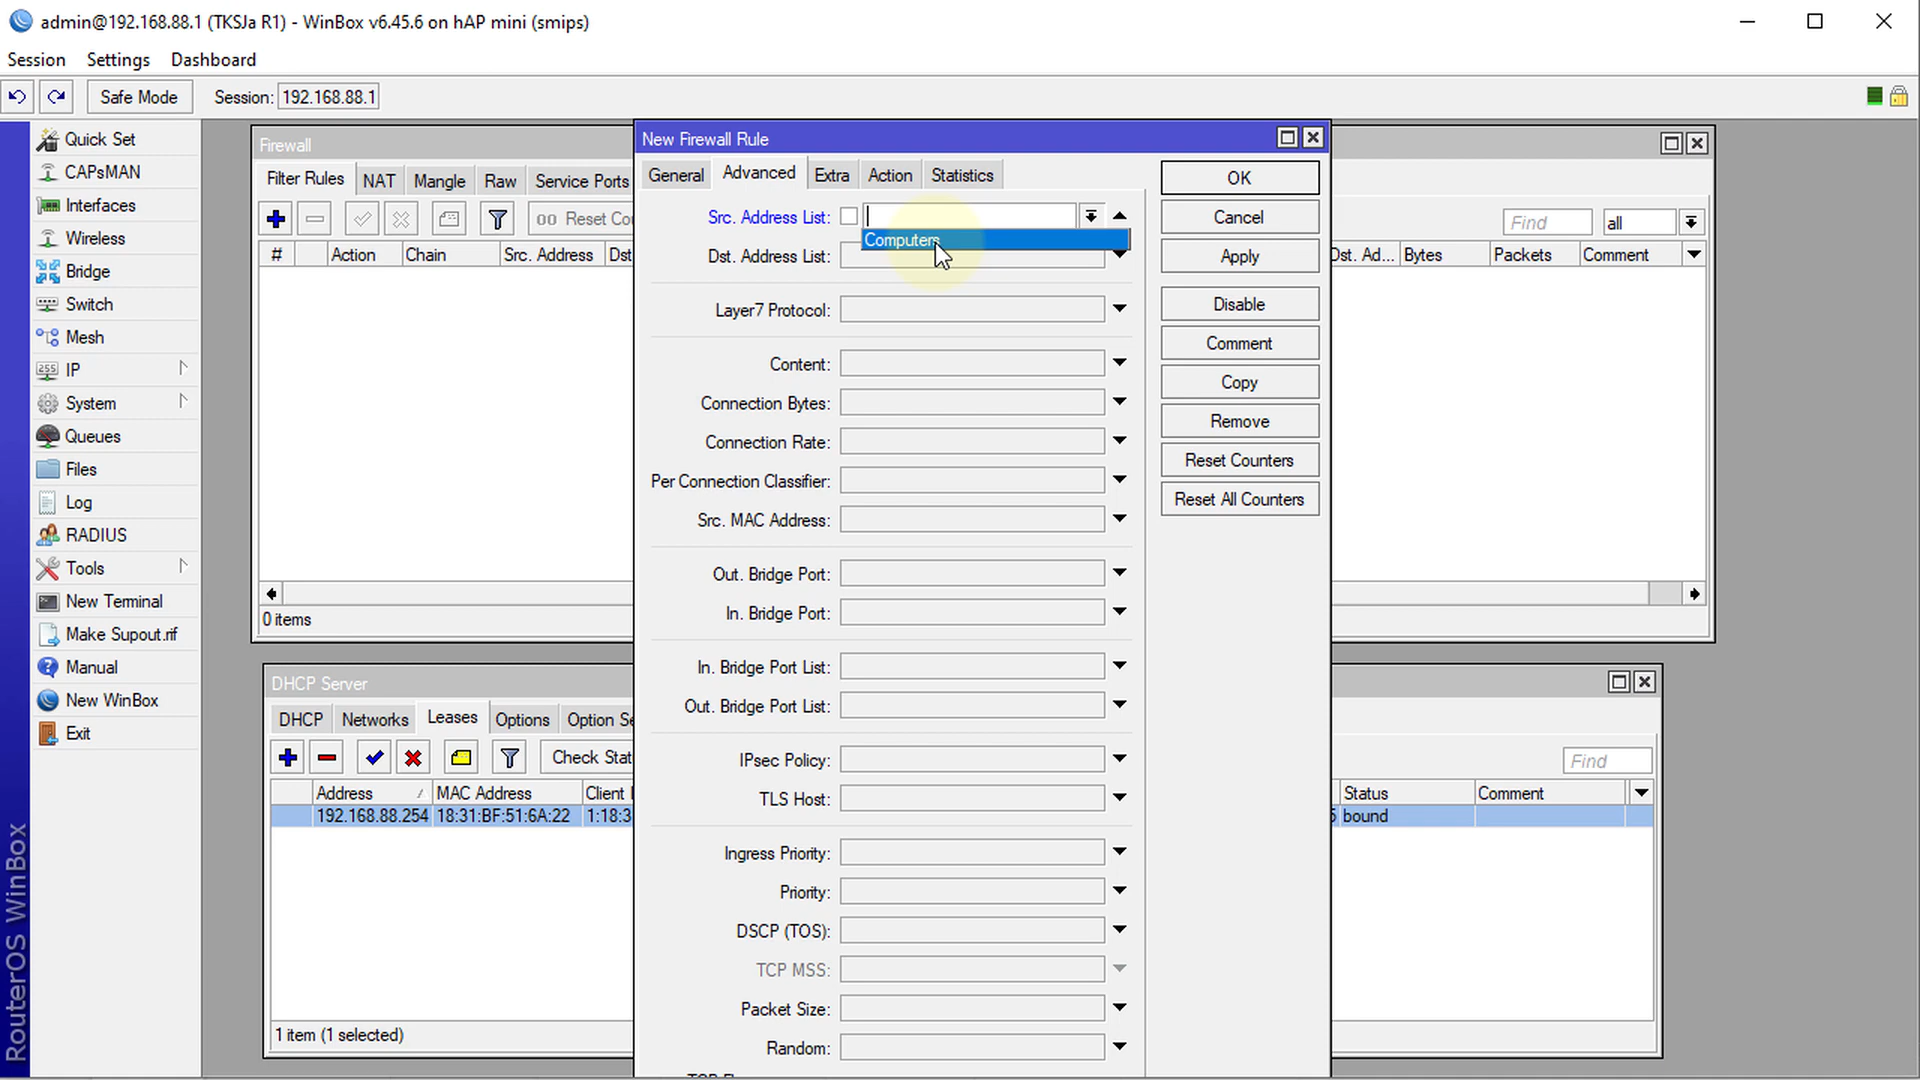 admin@192.168.88.1 (TKSJa R1) - WinBox v6.45.6 on hAP mini (smips)
Session Settings Dashboard
Safe Mode Session: 192.168.88.1
Quick Set
CAPsMAN
Interfaces
Wireless
Bridge
Switch
Mesh
IP
System
Queues
Files
Log
RADIUS
Tools
New Terminal
Make Supout.rif
Manual
New WinBox
Exit
RouterOS WinBox
Firewall
Filter Rules NAT Mangle Raw Service Ports
00 Reset Co
Find all
# Action Chain Src. Address Dst
Dst. Ad... Bytes Packets Comment
0 items
New Firewall Rule
General Advanced Extra Action Statistics
Src. Address List:
Computers
Dst. Address List:
Layer7 Protocol:
Content:
Connection Bytes:
Connection Rate:
Per Connection Classifier:
Src. MAC Address:
Out. Bridge Port:
In. Bridge Port:
In. Bridge Port List:
Out. Bridge Port List:
IPsec Policy:
TLS Host:
Ingress Priority:
Priority:
DSCP (TOS):
TCP MSS:
Packet Size:
Random:
OK
Cancel
Apply
Disable
Comment
Copy
Remove
Reset Counters
Reset All Counters
DHCP Server
DHCP Networks Leases Options Option Se
Check Stat
Find
Address / MAC Address Client
Status Comment
192.168.88.254 18:31:BF:51:6A:22 1:18:3
5 bound
1 item (1 selected)